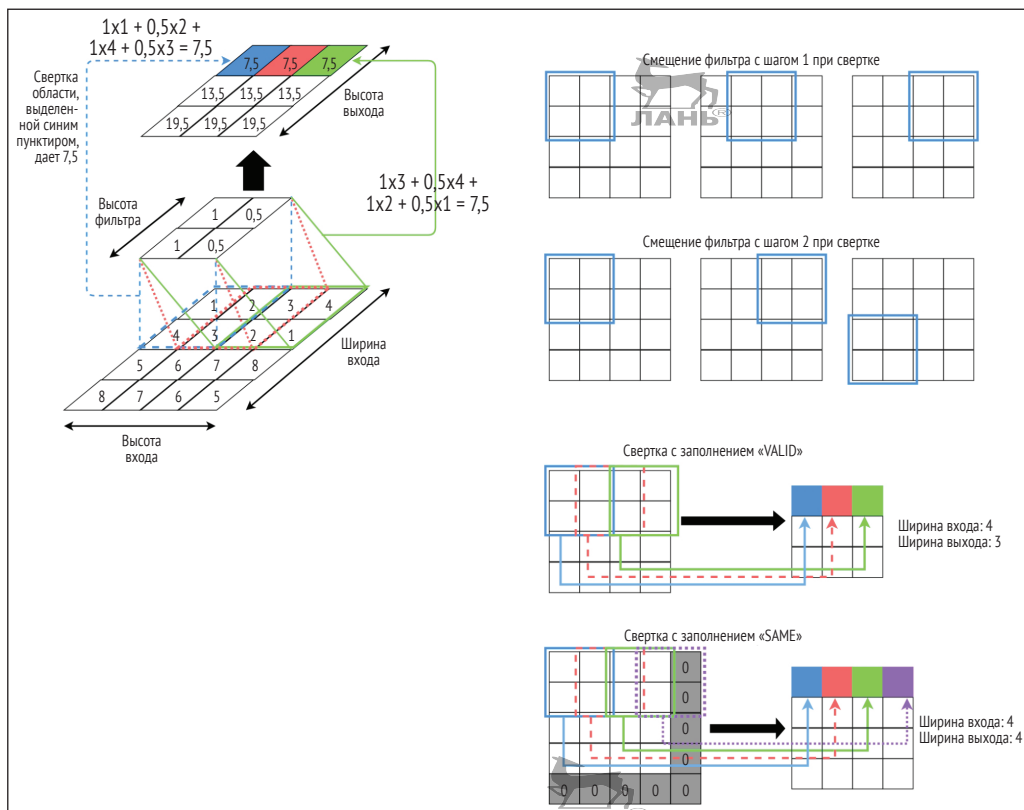 1x1 + 0,5x2 +
1x4 + 0,5x3 = 7,5
Свертка
области,
выделен-
ной синим
пунктиром,
дает 7,5
7,5 7,5 7,5
13,5 13,5 13,5
19,5 19,5 19,5
Высота
выхода
1x3 + 0,5x4 +
1x2 + 0,5x1 = 7,5
Высота
фильтра
1 0,5
1 0,5
1 2 3 4
4 3 2 1
5 6 7 8
8 7 6 5
Ширина
входа
Высота
входа
Смещение фильтра с шагом 1 при свертке
ЛАНЬ®
Смещение фильтра с шагом 2 при свертке
Свертка с заполнением «VALID»
Ширина входа: 4
Ширина выхода: 3
Свертка с заполнением «SAME»
0
0
0
0
0 0 0 0 0
Ширина входа: 4
Ширина выхода: 4